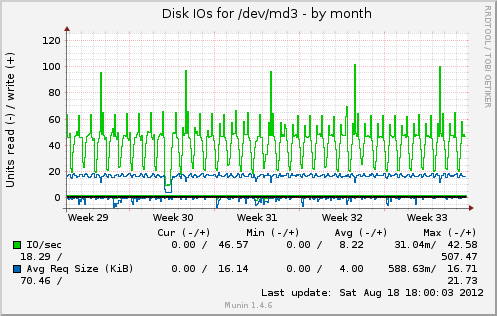 Disk IOs for /dev/md3 - by month
RRDTOOL / TOBI OETIKER
Units read (-) / write (+)
120
100
80
60
40
20
0
Week 29 Week 30 Week 31 Week 32 Week 33
Cur (-/+) Min (-/+) Avg (-/+) Max (-/+)
IO/sec 0.00 / 46.57 0.00 / 8.22 31.04m/ 42.58
18.29 / 507.47
Avg Req Size (KiB) 0.00 / 16.14 0.00 / 4.00 588.63m/ 16.71
70.46 / 21.73
Last update: Sat Aug 18 18:00:03 2012
Munin 1.4.6